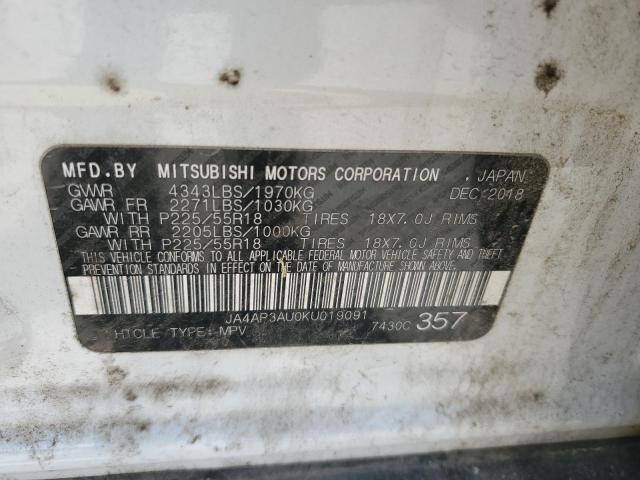 MFD.BY MITSUBISHI MOTORS CORPORATION . JAPAN
GVWR 4343LBS/1970KG DEC 2018
GAWR FR 2271LBS/1030KG
WITH P225/55R18 TIRES 18X7.0J RIMS
GAWR RR 2205LBS/1000KG
WITH P225/55R18 TIRES 18X7.0J RIMS
THIS VEHICLE CONFORMS TO ALL APPLICABLE FEDERAL MOTOR VEHICLE SAFETY AND THEFT
PREVENTION STANDARDS IN EFFECT ON THE DATE OF MANUFACTURE SHOWN ABOVE.
JA4AP3AU0KU019091
HICLE TYPE: MPV 7430C 357